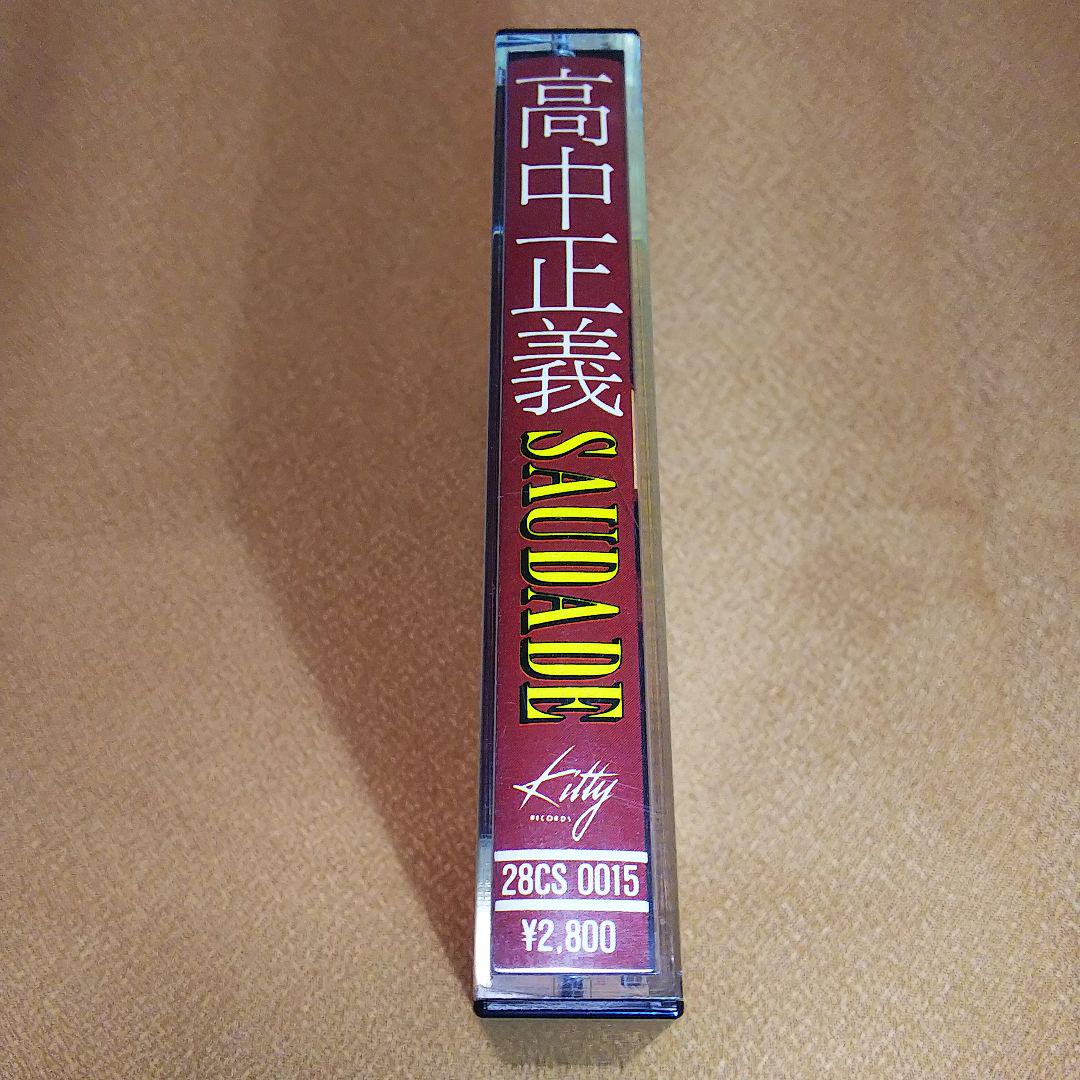 高中正義
SAUDADE
Kitty
RECORDS
28CS 0015
¥2,800